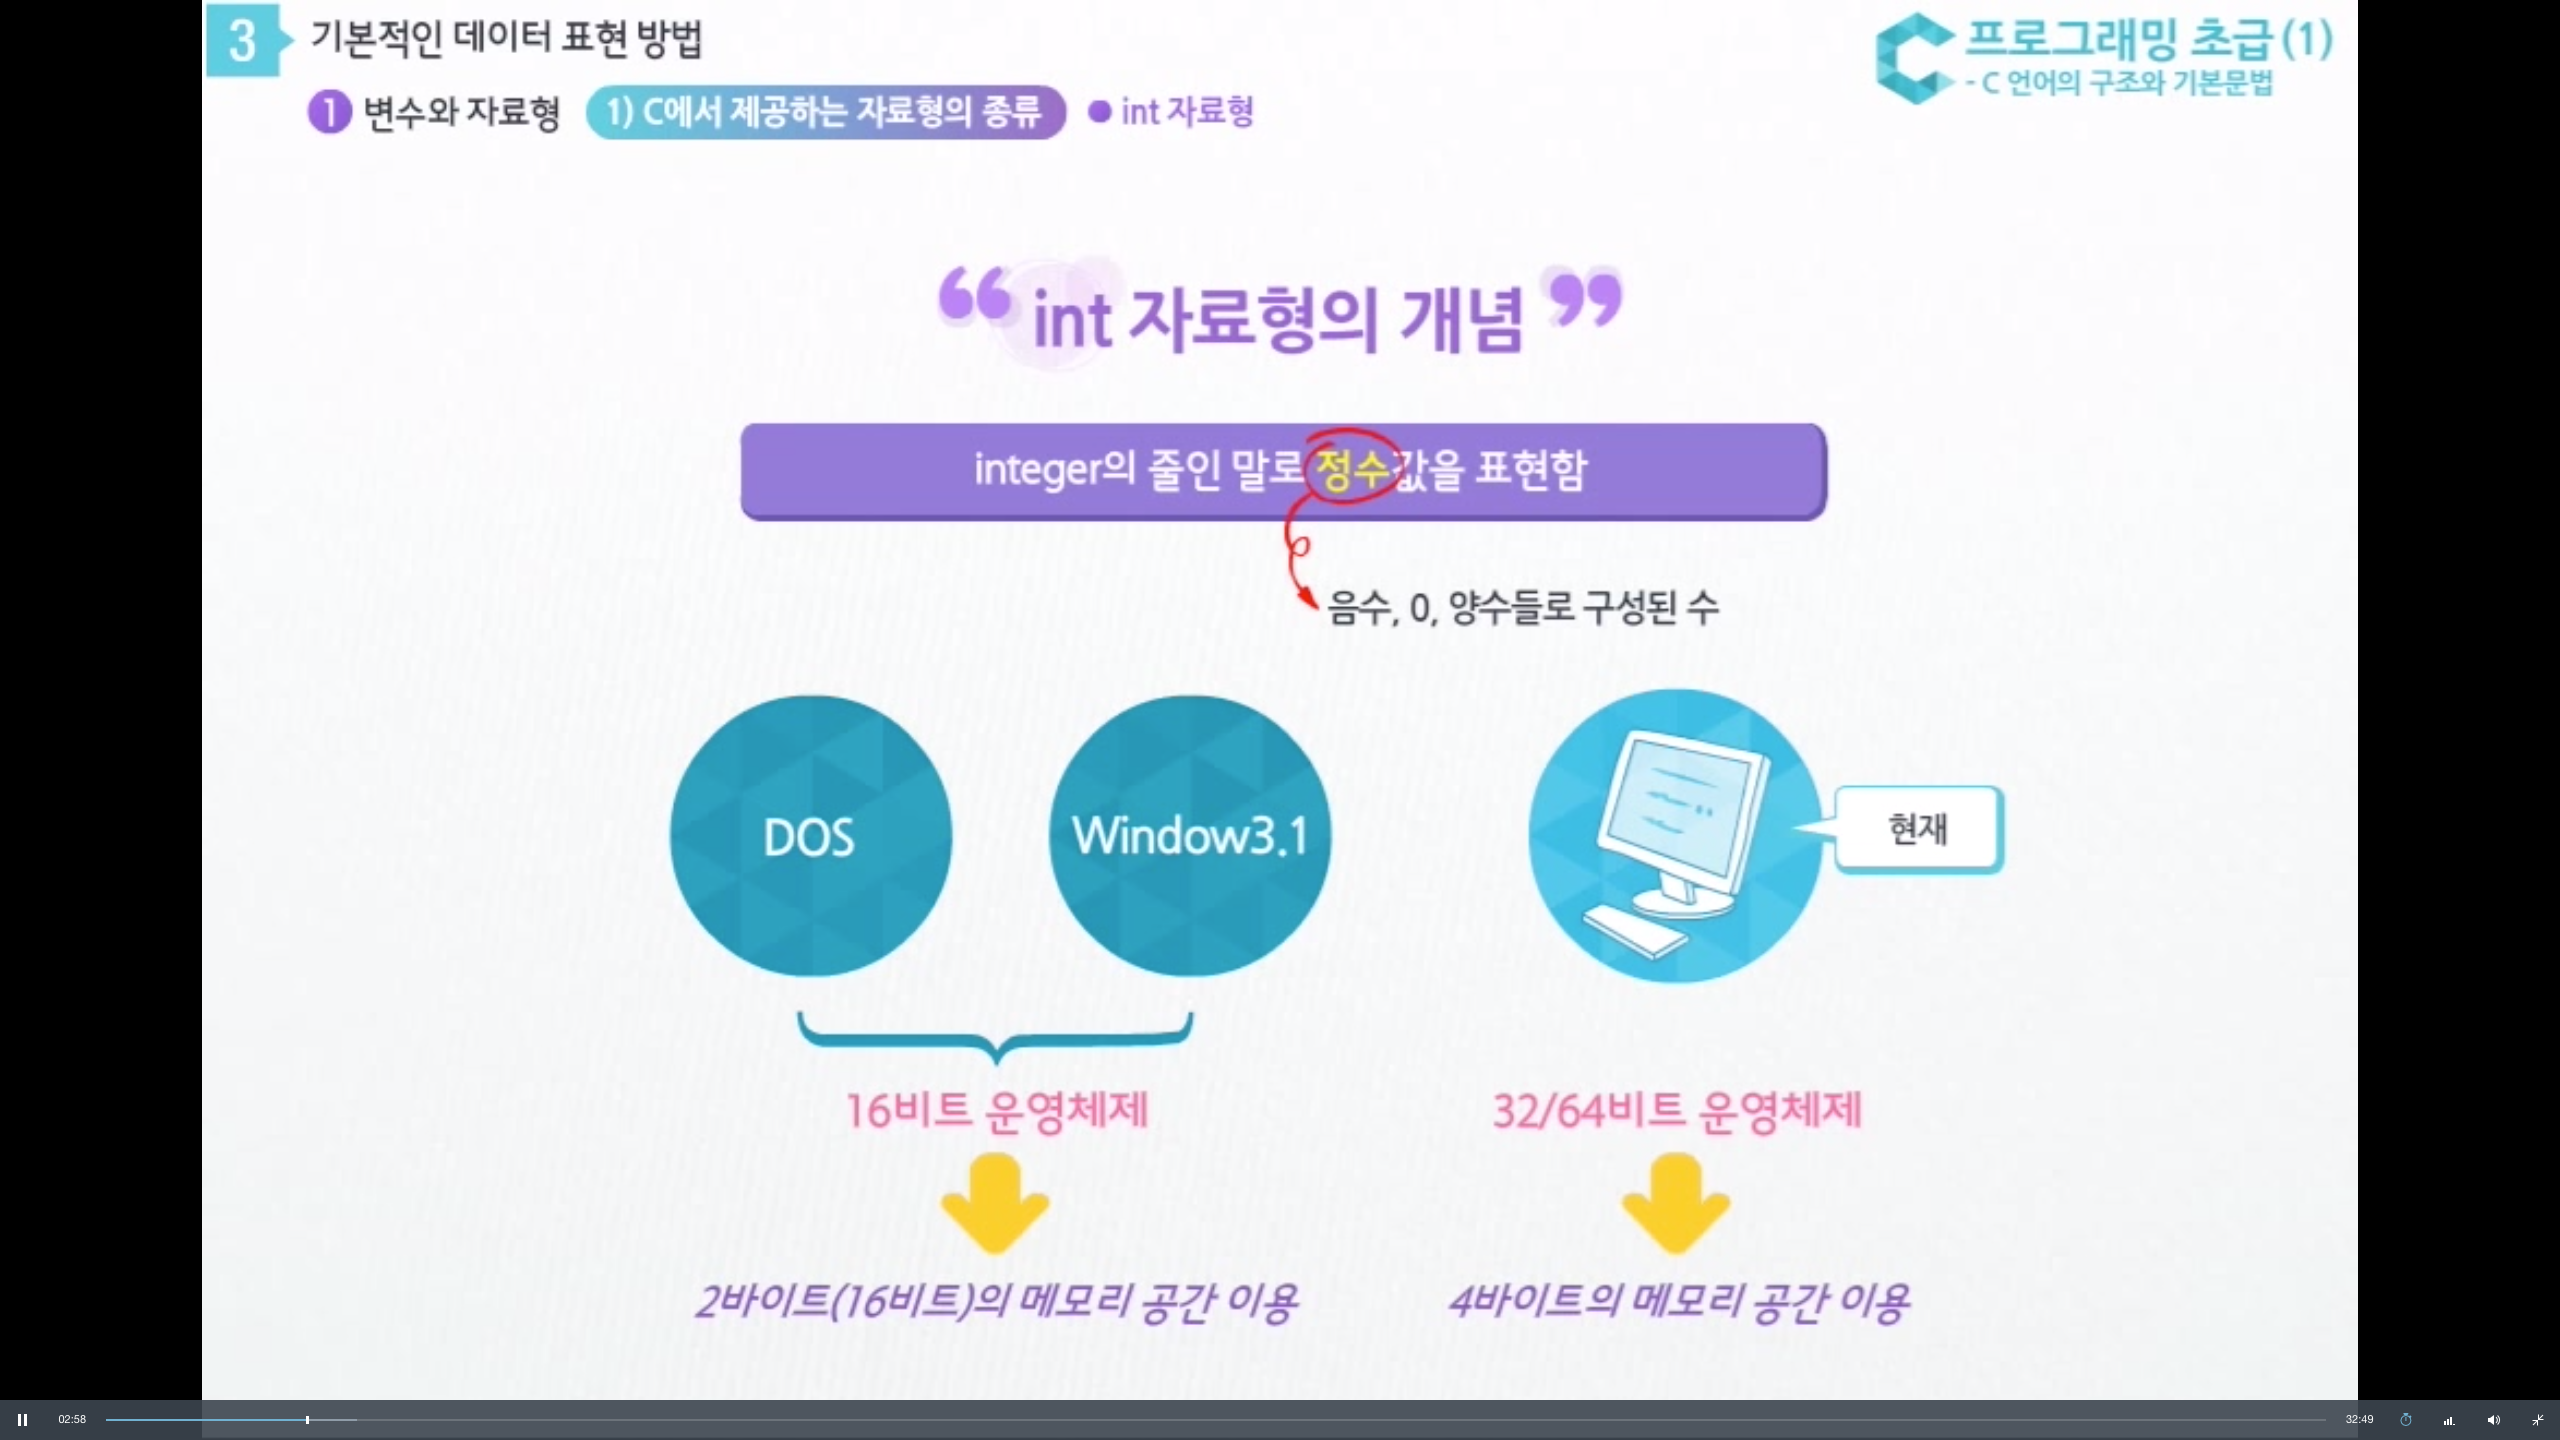 3 기본적인 데이터 표현 방법
프로그래밍 초급(1)
- C 언어의 구조와 기본문법
1 변수와 자료형 1) C에서 제공하는 자료형의 종류 ● int 자료형
“ int 자료형의 개념 ”
integer의 줄인 말로 정수값을 표현함
음수, 0, 양수들로 구성된 수
DOS
Window3.1
현재
16비트 운영체제
32/64비트 운영체제
2바이트(16비트)의 메모리 공간 이용
4바이트의 메모리 공간 이용
02:58
32:49